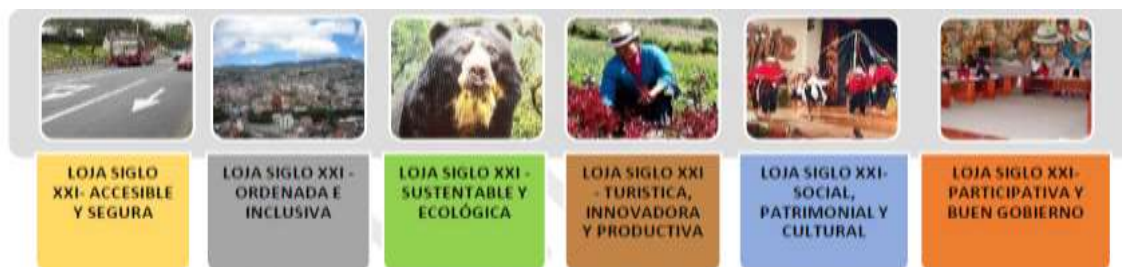 LOJA SIGLO
XXI- ACCESIBLE
Y SEGURA
LOJA SIGLO XXI -
ORDENADA E
INCLUSIVA
LOJA SIGLO XXI -
SUSTENTABLE Y
ECOLÓGICA
LOJA SIGLO XXI
- TURISTICA,
INNOVADORA
Y PRODUCTIVA
LOJA SIGLO XXI-
SOCIAL,
PATRIMONIAL Y
CULTURAL
LOJA SIGLO XXI-
PARTICIPATIVA Y
BUEN GOBIERNO